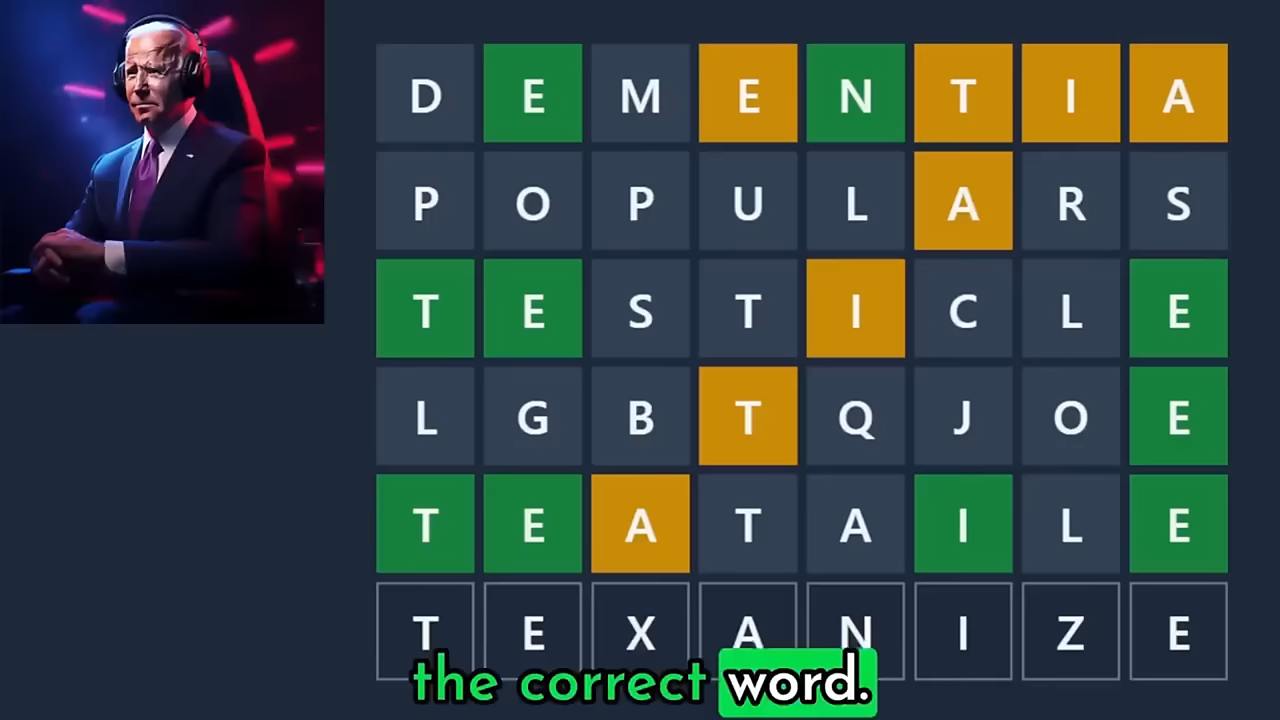 DEMENTIA
POPULARS
TESTICLE
LGBTQJOE
TEATAILE
TEXANIZE
the correct word.